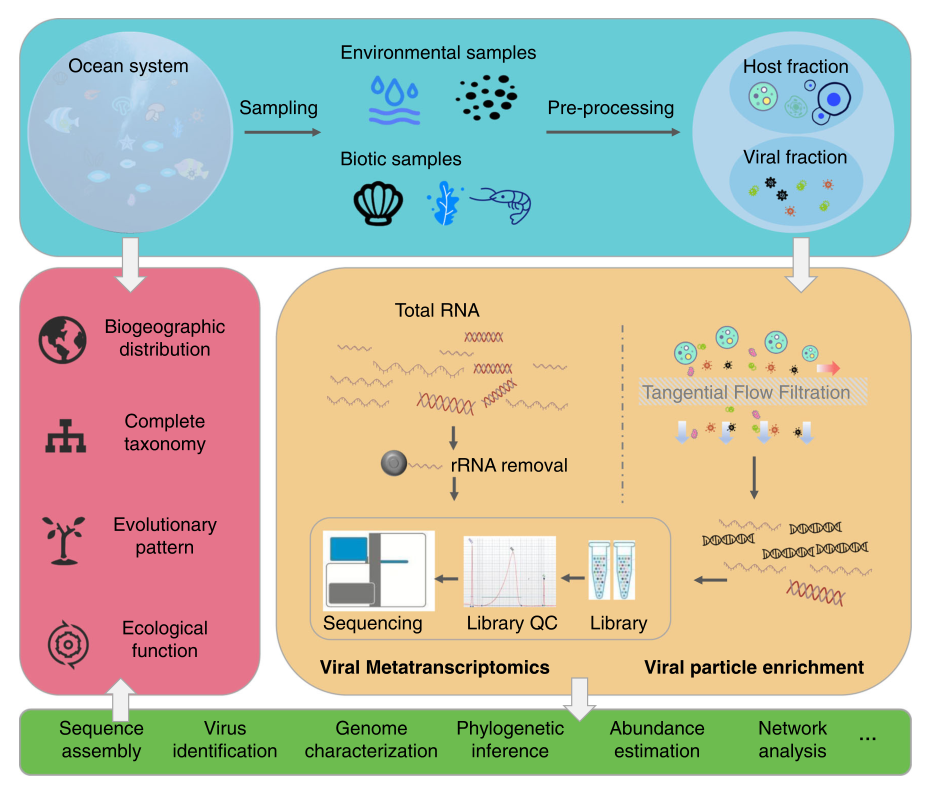 Ocean system
Sampling
Environmental samples
Biotic samples
Pre-processing
Host fraction
Viral fraction
Biogeographic
distribution
Complete
taxonomy
Evolutionary
pattern
Ecological
function
Total RNA
rRNA removal
Sequencing
Library QC
Library
Viral Metatranscriptomics
Tangential Flow Filtration
Viral particle enrichment
Sequence
assembly
Virus
identification
Genome
characterization
Phylogenetic
inference
Abundance
estimation
Network
analysis
...